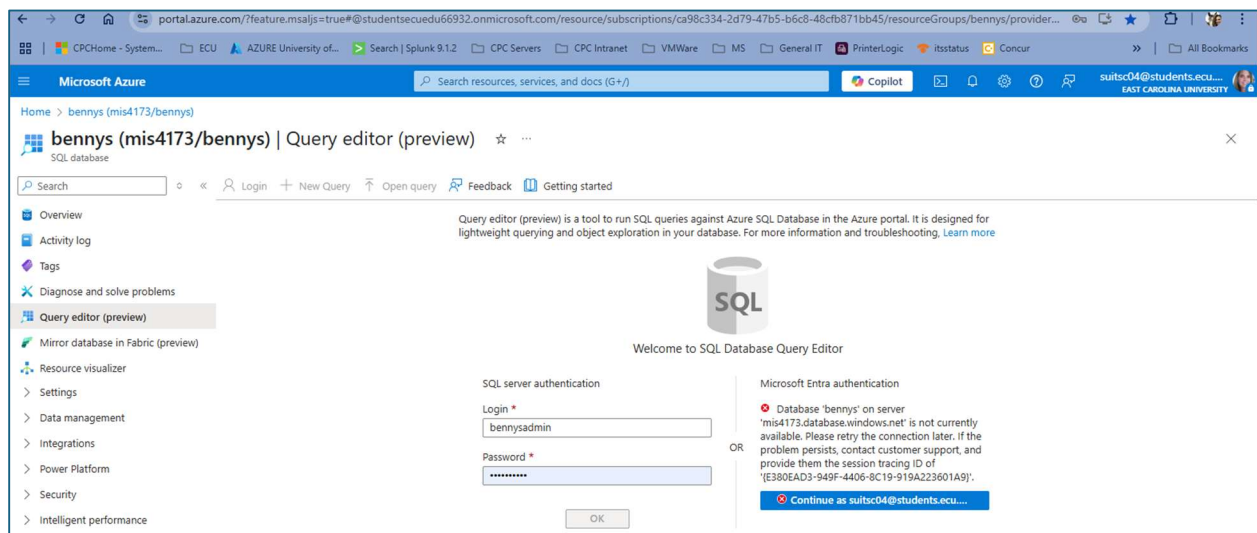 portal.azure.com/?feature.msaljs=true#@studentsecuedu66932.onmicrosoft.com/resource/subscriptions/ca98c334-2d79-47b5-b6c8-48cfb871bb45/resourceGroups/bennys/provider...
CPCHome - System... ECU AZURE University of... Search | Splunk 9.1.2 CPC Servers CPC Intranet VMWare MS General IT PrinterLogic itsstatus Concur » All Bookmarks
Microsoft Azure Search resources, services, and docs (G+/) Copilot suitsc04@students.ecu....
EAST CAROLINA UNIVERSITY
Home > bennys (mis4173/bennys)
bennys (mis4173/bennys) | Query editor (preview) ☆ ...
SQL database
Search « Login + New Query Open query Feedback Getting started
Overview
Activity log
Tags
Diagnose and solve problems
Query editor (preview)
Mirror database in Fabric (preview)
Resource visualizer
Settings
Data management
Integrations
Power Platform
Security
Intelligent performance
Query editor (preview) is a tool to run SQL queries against Azure SQL Database in the Azure portal. It is designed for
lightweight querying and object exploration in your database. For more information and troubleshooting, Learn more
SQL
Welcome to SQL Database Query Editor
SQL server authentication
Login *
bennysadmin
Password *
••••••••••
OK
OR
Microsoft Entra authentication
Database 'bennys' on server
'mis4173.database.windows.net' is not currently
available. Please retry the connection later. If the
problem persists, contact customer support, and
provide them the session tracing ID of
'{E380EAD3-949F-4406-8C19-919A223601A9}'.
Continue as suitsc04@students.ecu....